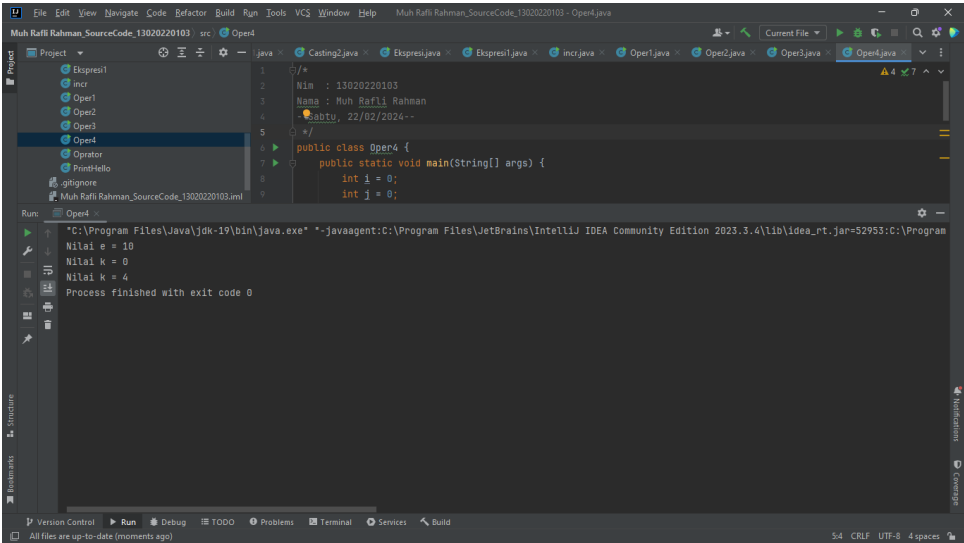 File Edit View Navigate Code Refactor Build Run Tools VCS Window Help Muh Rafli Rahman_SourceCode_13020220103 - Oper4.java
Muh Rafli Rahman_SourceCode_13020220103 src Oper4 Current File
Project .java Casting2.java Ekspresi.java Ekspresi1.java incr.java Oper1.java Oper2.java Oper3.java Oper4.java
Project
Ekspresi1
incr
Oper1
Oper2
Oper3
Oper4
Oprator
PrintHello
.gitignore
Muh Rafli Rahman_SourceCode_13020220103.iml
4 7
1 /*
2 Nim : 13020220103
3 Nama : Muh Rafli Rahman
4 --Sabtu, 22/02/2024--
5 */
6 public class Oper4 {
7 public static void main(String[] args) {
8 int i = 0;
9 int j = 0;
Run: Oper4
"C:\Program Files\Java\jdk-19\bin\java.exe" "-javaagent:C:\Program Files\JetBrains\IntelliJ IDEA Community Edition 2023.3.4\lib\idea_rt.jar=52953:C:\Program
Nilai e = 10
Nilai k = 0
Nilai k = 4
Process finished with exit code 0
Structure
Bookmarks
Notifications
Coverage
Version Control Run Debug TODO Problems Terminal Services Build
All files are up-to-date (moments ago) 5:4 CRLF UTF-8 4 spaces